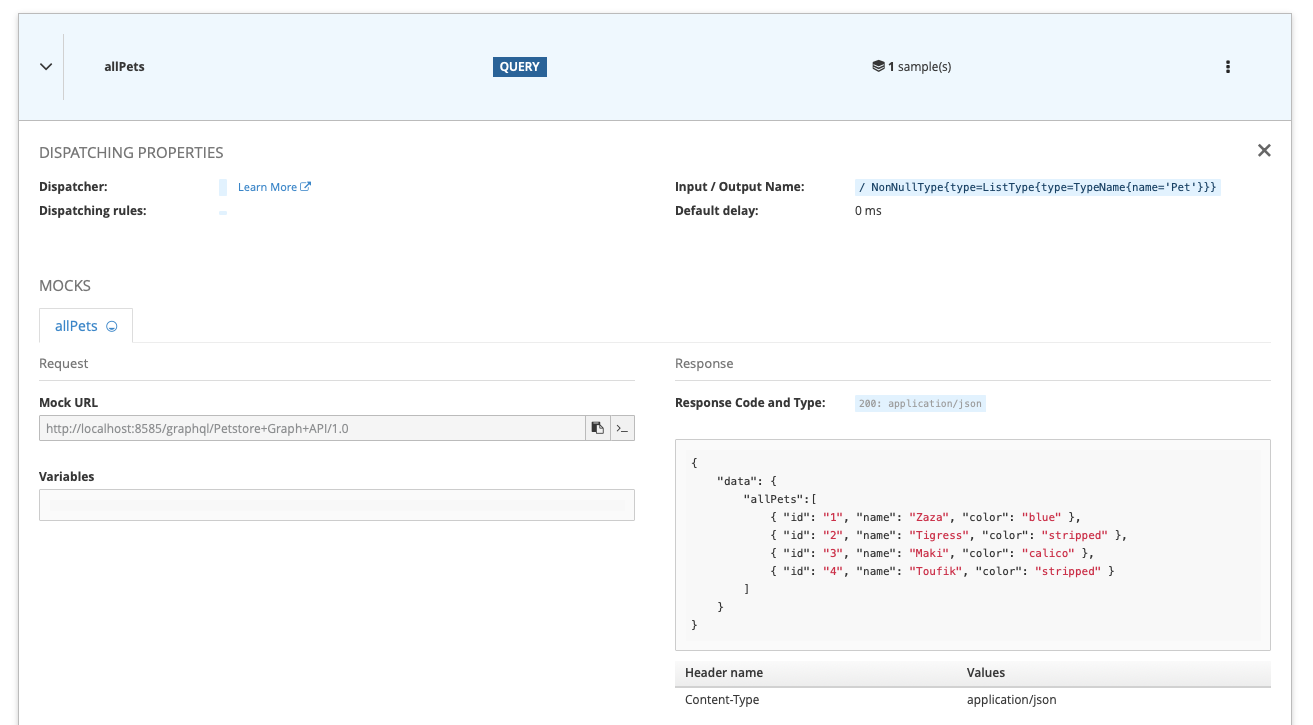 allPets QUERY 1 sample(s)
DISPATCHING PROPERTIES
Dispatcher: Learn More
Dispatching rules:
Input / Output Name: / NonNullType{type=ListType{type=TypeName{name='Pet'}}}
Default delay: 0 ms
MOCKS
allPets
Request
Mock URL
http://localhost:8585/graphql/Petstore+Graph+API/1.0
Variables
Response
Response Code and Type: 200: application/json
{
    "data": {
        "allPets":[
            { "id": "1", "name": "Zaza", "color": "blue" },
            { "id": "2", "name": "Tigress", "color": "stripped" },
            { "id": "3", "name": "Maki", "color": "calico" },
            { "id": "4", "name": "Toufik", "color": "stripped" }
        ]
    }
}
Header name Values
Content-Type application/json